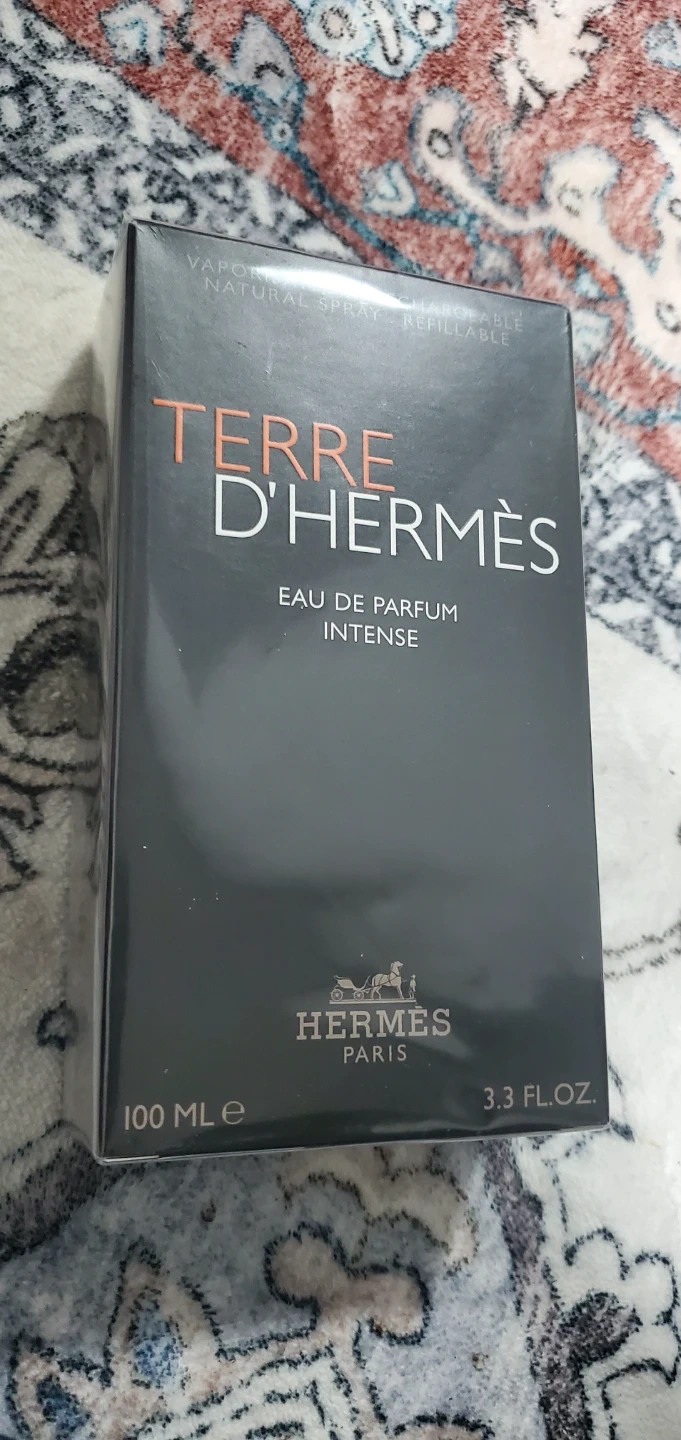 NATURAL SPRAY - REFILLABLE
TERRE
D'HERMÈS
EAU DE PARFUM
INTENSE
HERMÈS
PARIS
100 ML e
3.3 FL.OZ.